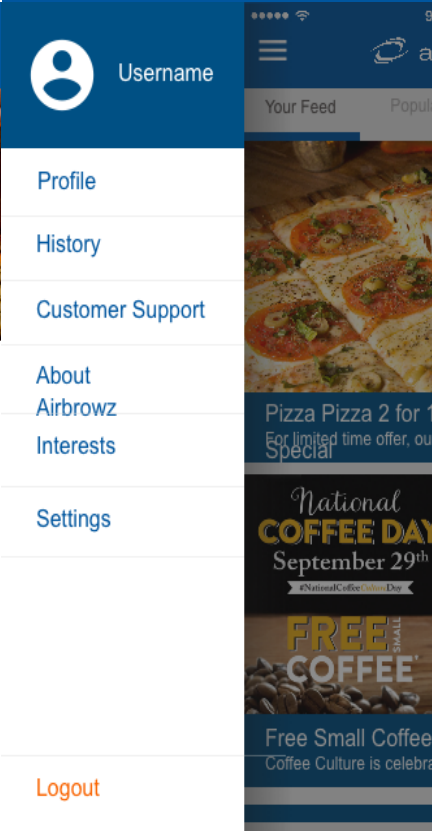 Username
Profile
History
Customer Support
About
Airbrowz
Interests
Settings
Logout
9
a
Your Feed
Popul
Pizza Pizza 2 for 1
Special
For limited time offer, ou
National
COFFEE DAY
September 29th
#NationalCoffeeCultureDay
FREE SMALL
COFFEE
Free Small Coffee
Coffee Culture is celebra